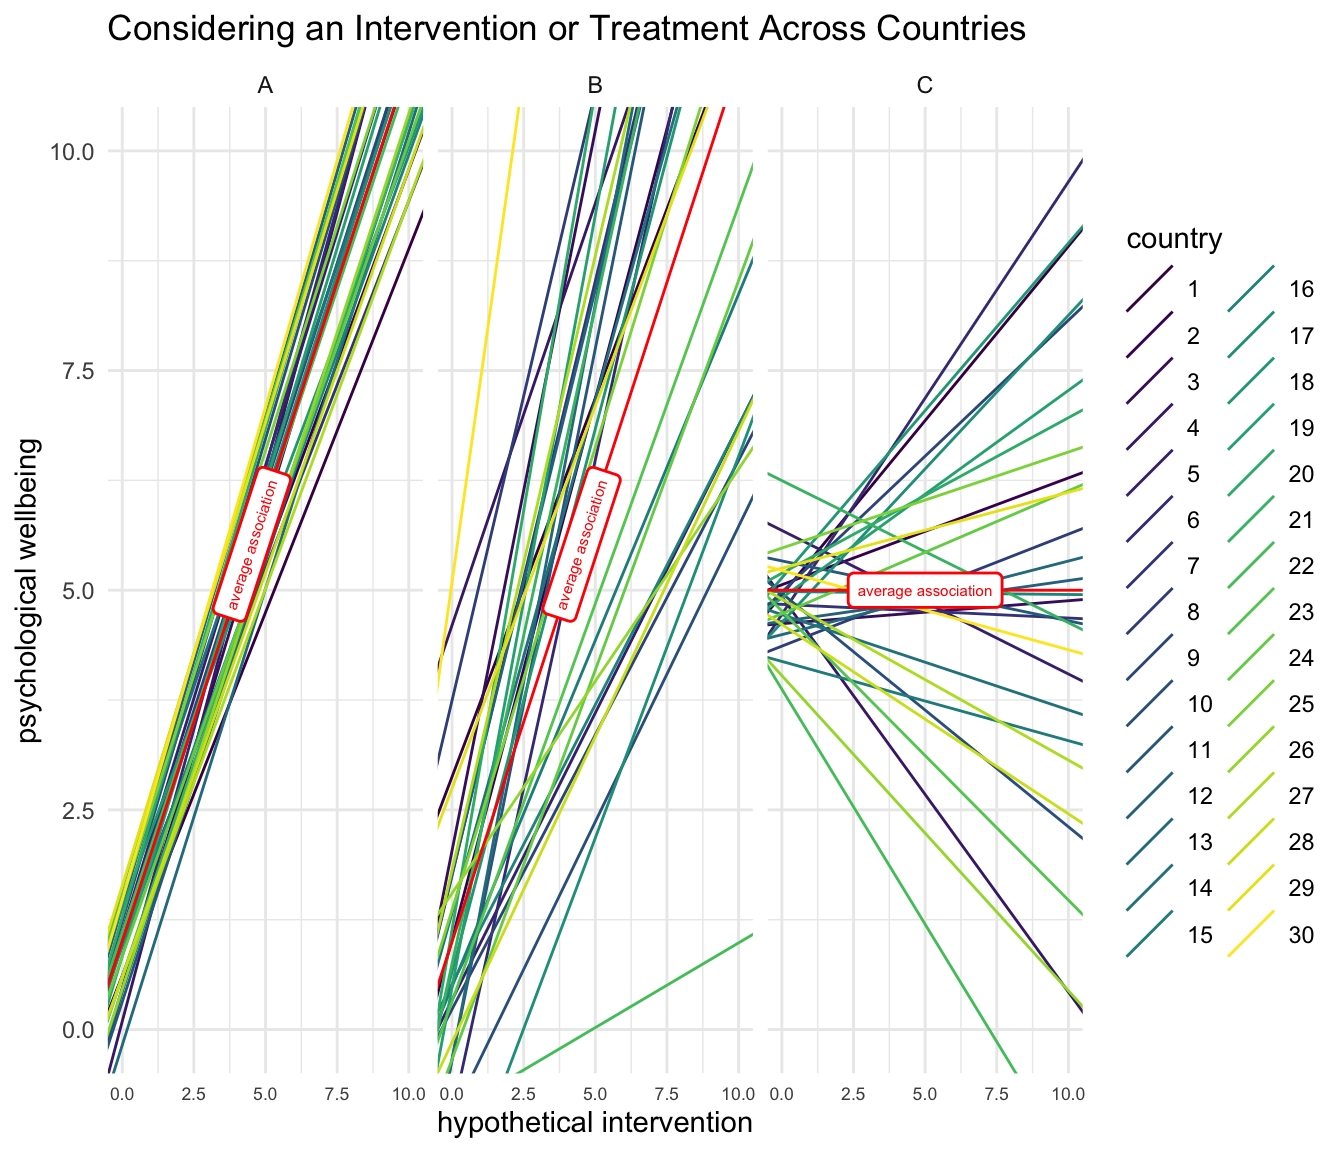 Considering an Intervention or Treatment Across Countries
A B C
psychological wellbeing
10.0
7.5
5.0
2.5
0.0
average association
average association
average association
0.0 2.5 5.0 7.5 10.0 0.0 2.5 5.0 7.5 10.0 0.0 2.5 5.0 7.5 10.0
hypothetical intervention
country
1 16
2 17
3 18
4 19
5 20
6 21
7 22
8 23
9 24
10 25
11 26
12 27
13 28
14 29
15 30